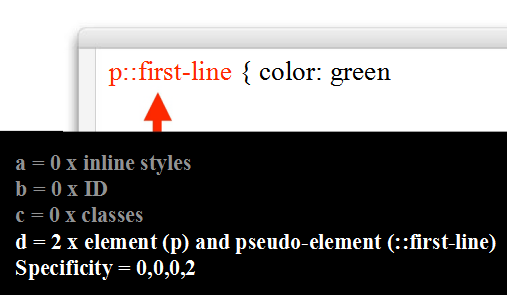 p::first-line { color: green
a = 0 x inline styles
b = 0 x ID
c = 0 x classes
d = 2 x element (p) and pseudo-element (::first-line)
Specificity = 0,0,0,2